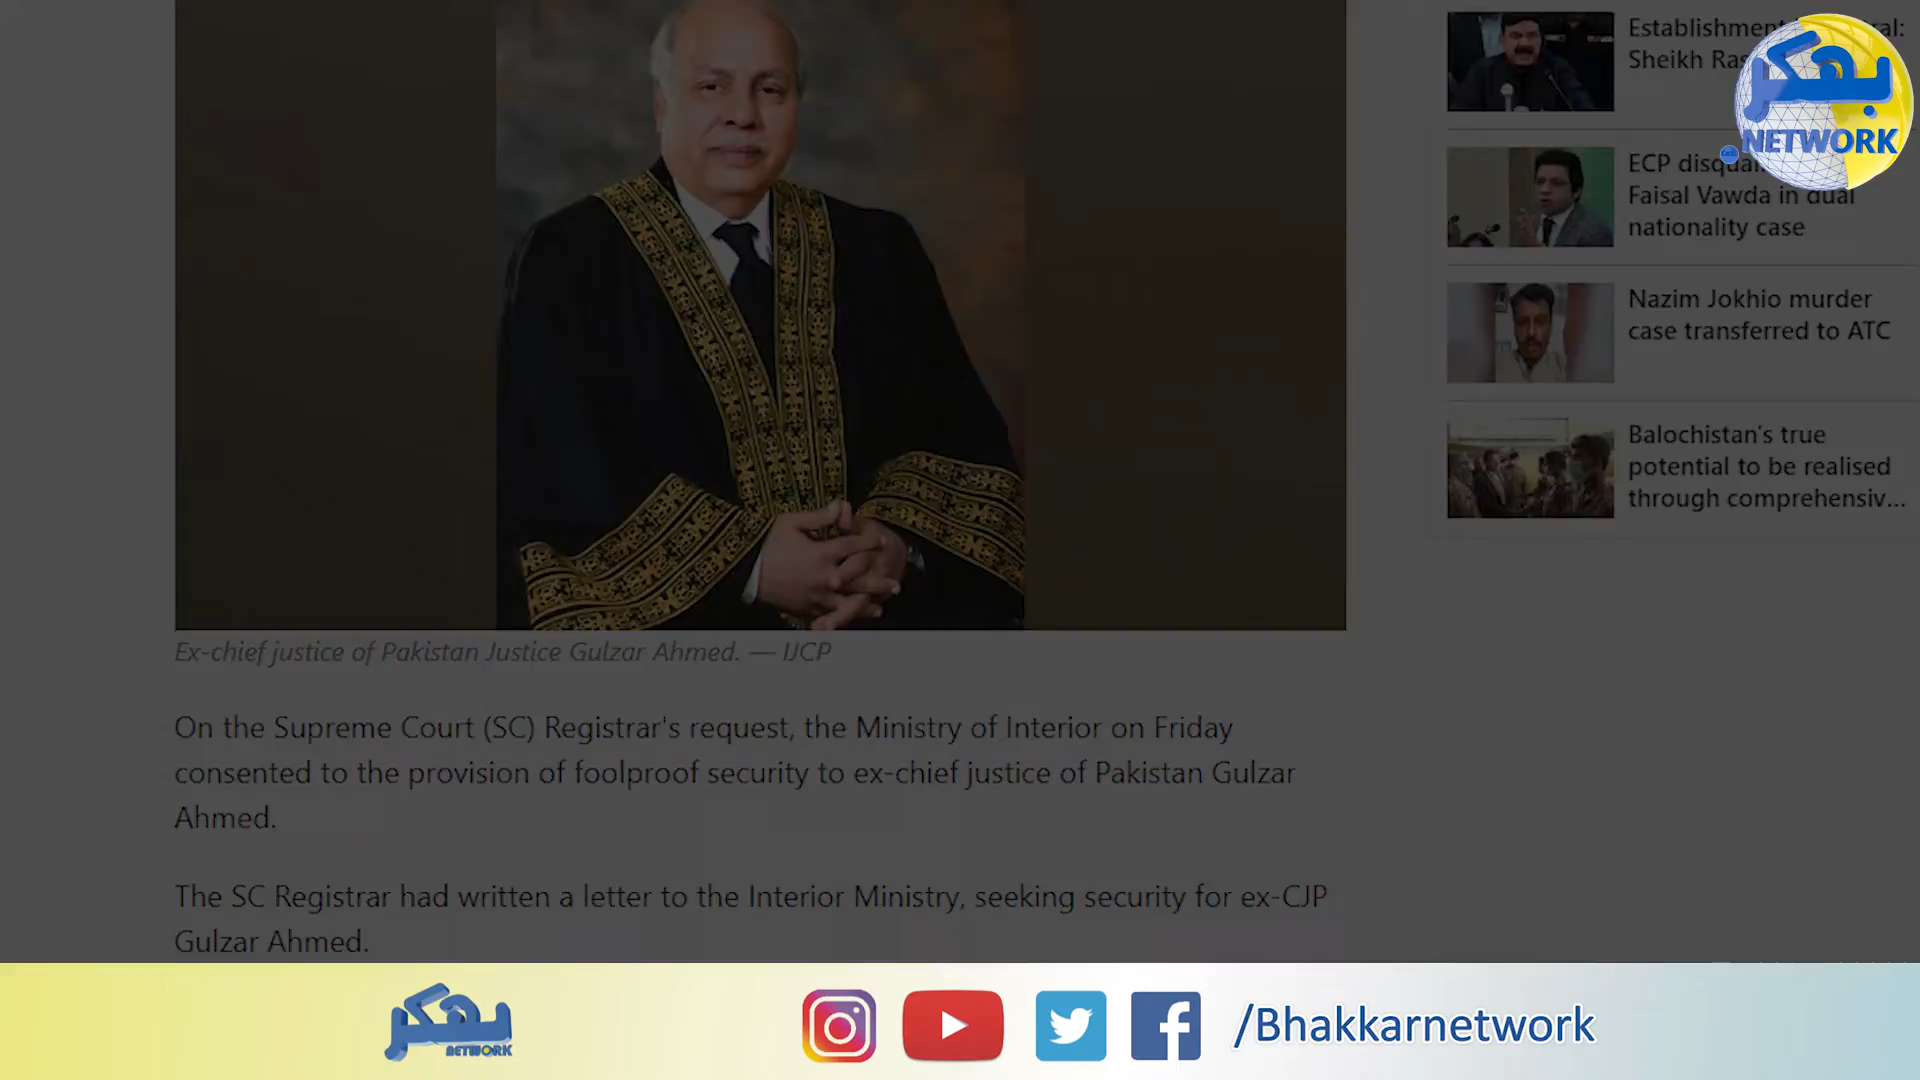 Ex-chief justice of Pakistan Justice Gulzar Ahmed. — IJCP
On the Supreme Court (SC) Registrar's request, the Ministry of Interior on Friday
consented to the provision of foolproof security to ex-chief justice of Pakistan Gulzar
Ahmed.
The SC Registrar had written a letter to the Interior Ministry, seeking security for ex-CJP
Gulzar Ahmed.
Establishment
Sheikh
ECP
Faisal Vawda in dual
nationality case
Nazim Jokhio murder
case transferred to ATC
Balochistan's true
potential to be realised
through comprehensiv...
بھکر
NETWORK
بھکر
NETWORK
/Bhakkarnetwork